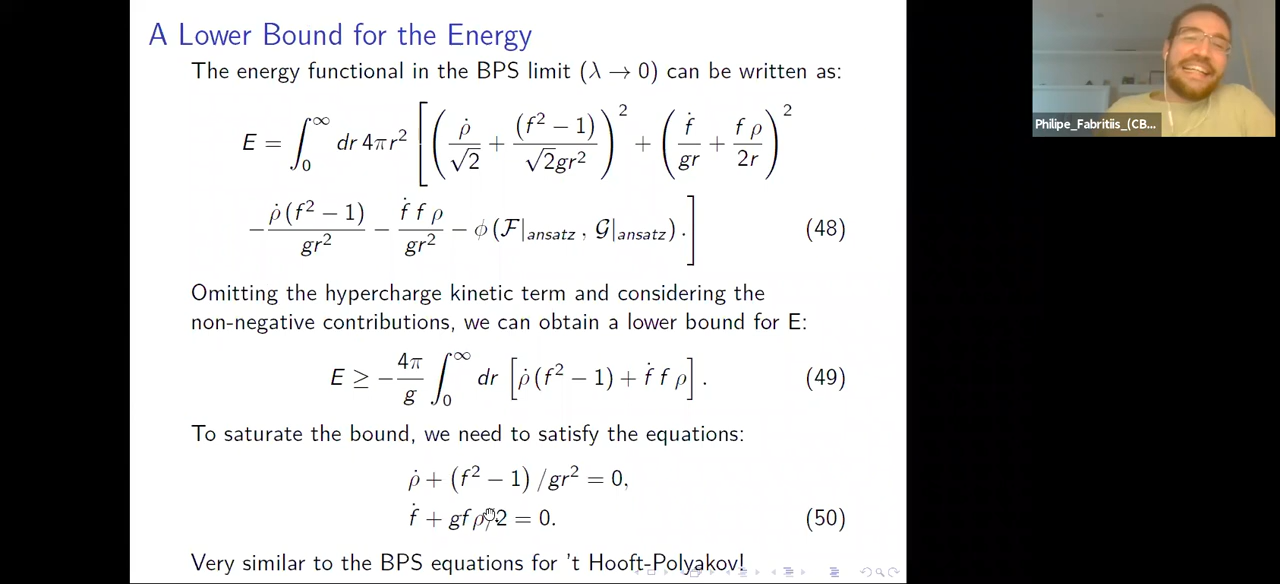 A Lower Bound for the Energy
The energy functional in the BPS limit (λ → 0) can be written as:
E = ∫₀^∞ dr 4πr² [ ( ρ̇/√2 + (f² − 1)/(√2gr²) )² + ( ḟ/(gr) + f ρ/(2r) )²
− ρ̇ (f² − 1)/(gr²) − ḟ f ρ/(gr²) − ϕ (ℱ|ansatz , 𝒢|ansatz) . ] (48)
Omitting the hypercharge kinetic term and considering the
non-negative contributions, we can obtain a lower bound for E:
E ≥ − 4π/g ∫₀^∞ dr [ ρ̇ (f² − 1) + ḟ f ρ ] . (49)
To saturate the bound, we need to satisfy the equations:
ρ̇ + (f² − 1) /gr² = 0,
ḟ + gfρ/2 = 0. (50)
Very similar to the BPS equations for 't Hooft-Polyakov!
Philipe_Fabritiis_(CB...